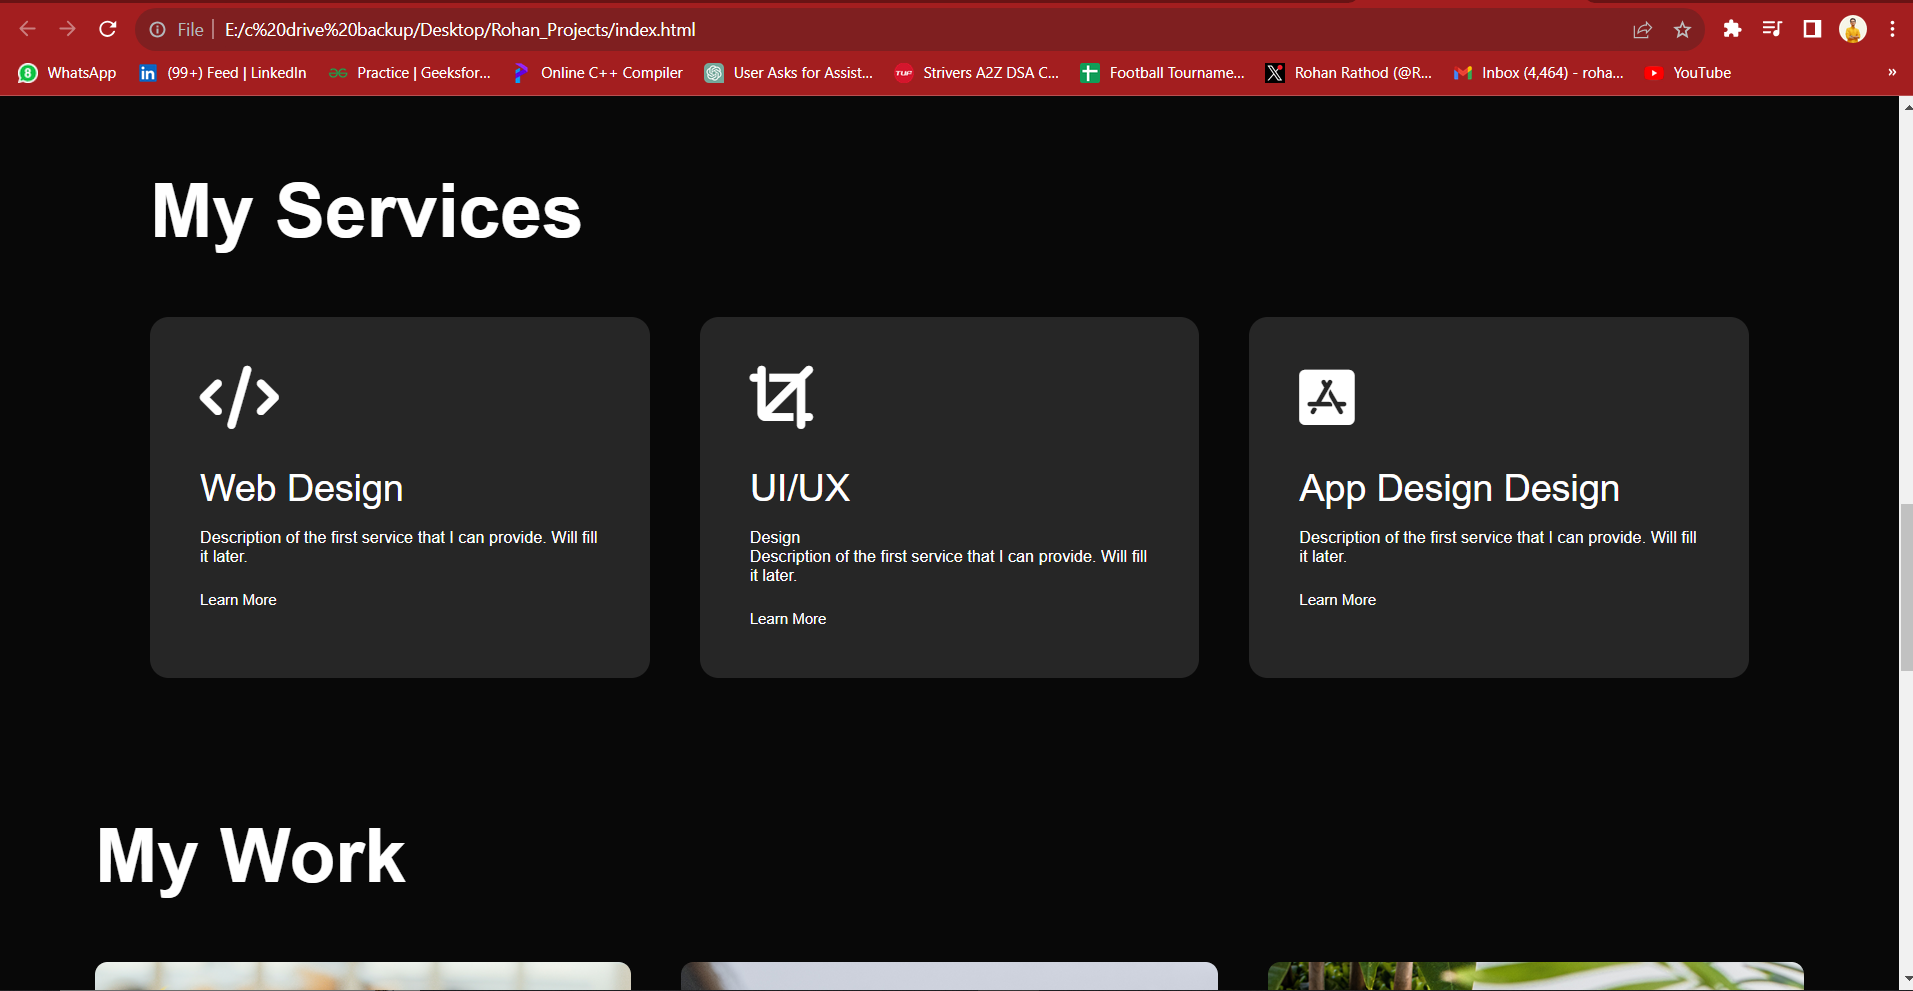 File E:/c%20drive%20backup/Desktop/Rohan_Projects/index.html
8 WhatsApp in (99+) Feed | LinkedIn Practice | Geeksfor... Online C++ Compiler User Asks for Assist... TUF Strivers A2Z DSA C... Football Tourname... X Rohan Rathod (@R... Inbox (4,464) - roha... YouTube »
My Services
Web Design
Description of the first service that I can provide. Will fill
it later.
Learn More
UI/UX
Design
Description of the first service that I can provide. Will fill
it later.
Learn More
App Design Design
Description of the first service that I can provide. Will fill
it later.
Learn More
My Work